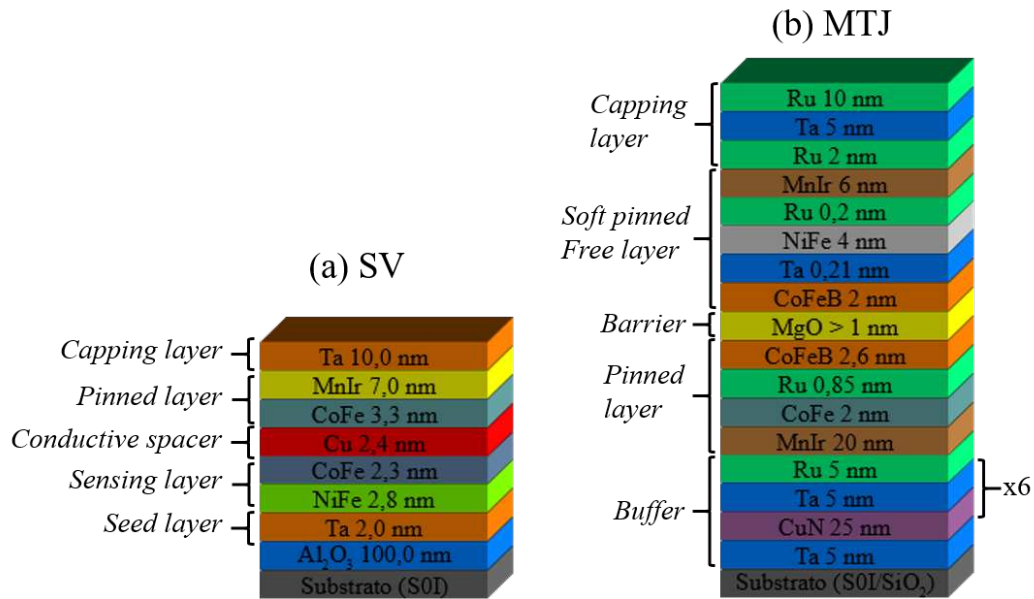 (a) SV
Capping layer
Pinned layer
Conductive spacer
Sensing layer
Seed layer
Ta 10,0 nm
MnIr 7,0 nm
CoFe 3,3 nm
Cu 2,4 nm
CoFe 2,3 nm
NiFe 2,8 nm
Ta 2,0 nm
Al₂O₃ 100,0 nm
Substrato (S0I)
(b) MTJ
Capping
layer
Soft pinned
Free layer
Barrier
Pinned
layer
Buffer
Ru 10 nm
Ta 5 nm
Ru 2 nm
MnIr 6 nm
Ru 0,2 nm
NiFe 4 nm
Ta 0,21 nm
CoFeB 2 nm
MgO > 1 nm
CoFeB 2,6 nm
Ru 0,85 nm
CoFe 2 nm
MnIr 20 nm
Ru 5 nm
Ta 5 nm
CuN 25 nm
Ta 5 nm
Substrato (S0I/SiO₂)
x6